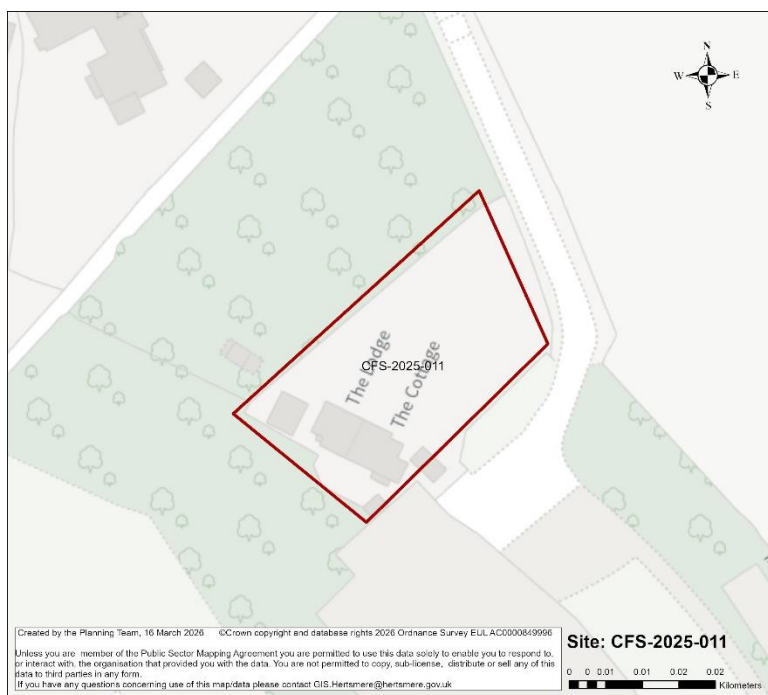 N
W E
S
The Lodge
CFS-2025-011
The Cottage
Created by the Planning Team, 16 March 2026 ©Crown copyright and database rights 2026 Ordnance Survey EUL AC0000849996
Unless you are member of the Public Sector Mapping Agreement you are permitted to use this data solely to enable you to respond to,
or interact with, the organisation that provided you with the data. You are not permitted to copy, sub-license, distribute or sell any of this
data to third parties in any form.
If you have any questions concerning use of this map/data please contact GIS.Hertsmere@hertsmere.gov.uk
Site: CFS-2025-011
0 0 0.01 0.01 0.02 0.02
Kilometers